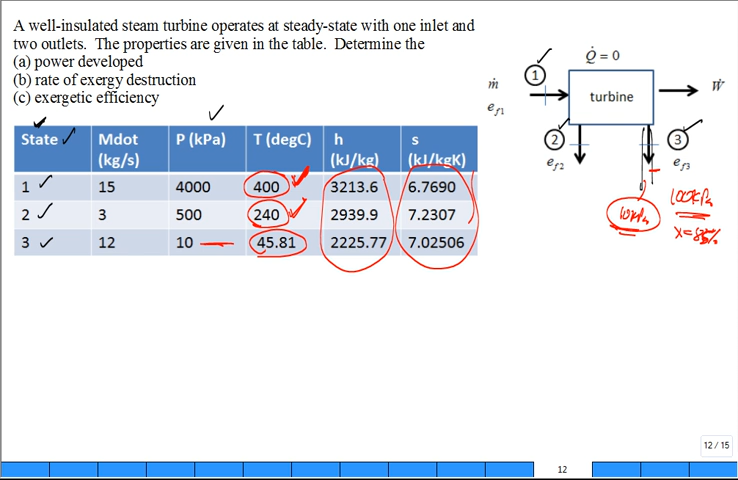 A well-insulated steam turbine operates at steady-state with one inlet and
two outlets. The properties are given in the table. Determine the
(a) power developed
(b) rate of exergy destruction
(c) exergetic efficiency
State Mdot (kg/s) P (kPa) T (degC) h (kJ/kg) s (kJ/kgK)
1 15 4000 400 3213.6 6.7690
2 3 500 240 2939.9 7.2307
3 12 10 45.81 2225.77 7.02506
Q̇ = 0
ṁ 1
e_f1
turbine
Ẇ
2 3
e_f2 e_f3
10kPa
100kPa
x=85%
12 / 15
12